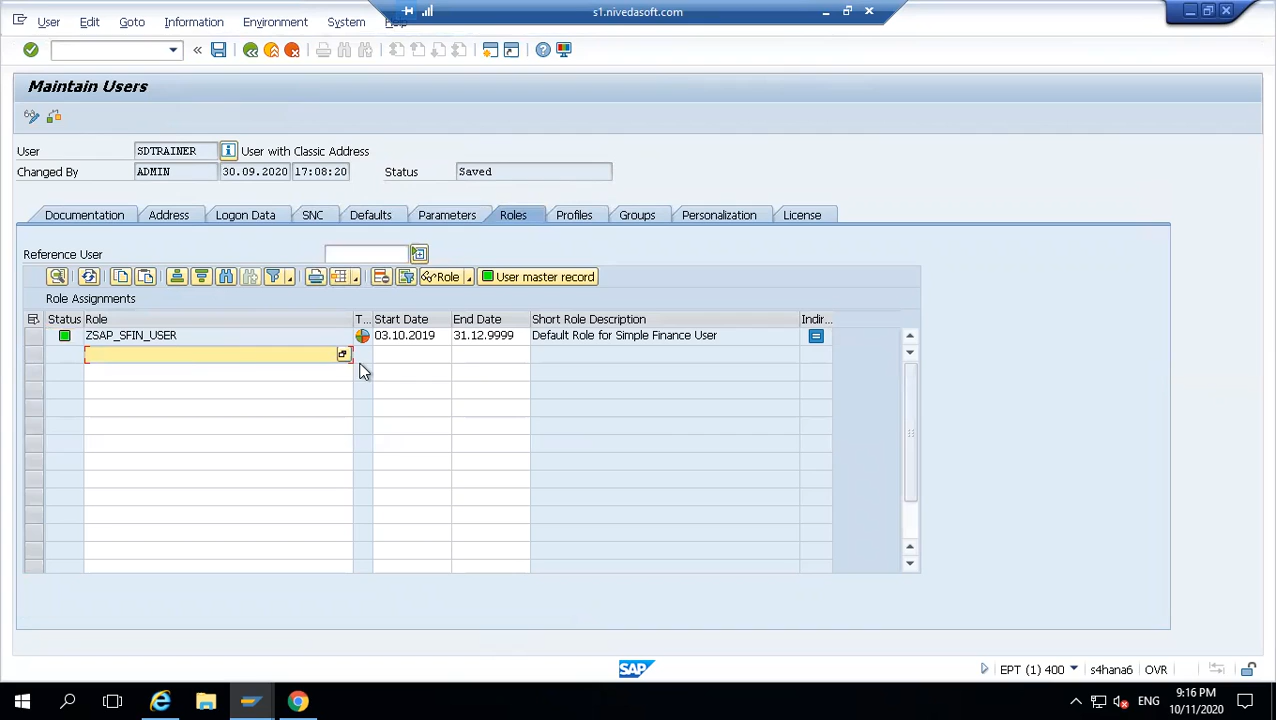 s1.nivedasoft.com
User Edit Goto Information Environment System Help
Maintain Users
User SDTRAINER User with Classic Address
Changed By ADMIN 30.09.2020 17:08:20 Status Saved
Documentation Address Logon Data SNC Defaults Parameters Roles Profiles Groups Personalization License
Reference User
Role User master record
Role Assignments
Status Role T... Start Date End Date Short Role Description Indir...
ZSAP_SFIN_USER 03.10.2019 31.12.9999 Default Role for Simple Finance User
SAP EPT (1) 400 s4hana6 OVR
ENG 9:16 PM
10/11/2020